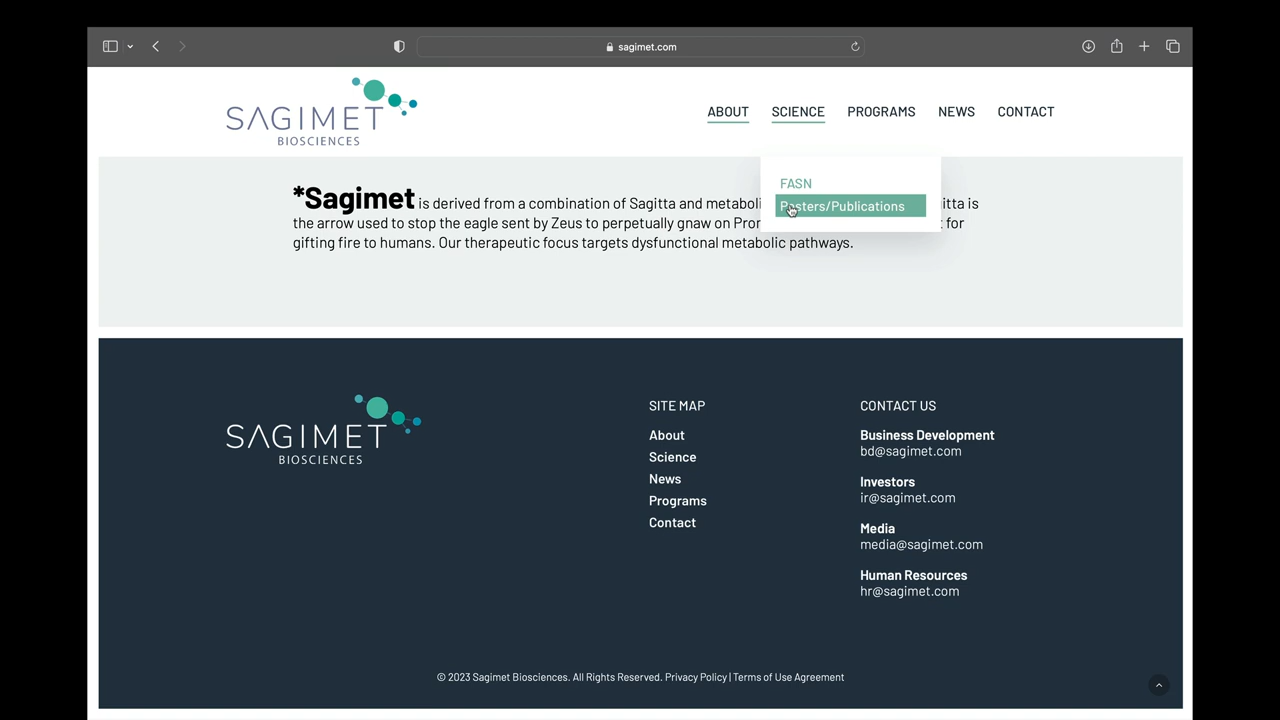 sagimet.com
SAGIMET
BIOSCIENCES
ABOUT SCIENCE PROGRAMS NEWS CONTACT
FASN
Posters/Publications
*Sagimet is derived from a combination of Sagitta and metaboli itta is
the arrow used to stop the eagle sent by Zeus to perpetually gnaw on Pro for
gifting fire to humans. Our therapeutic focus targets dysfunctional metabolic pathways.
SAGIMET
BIOSCIENCES
SITE MAP
About
Science
News
Programs
Contact
CONTACT US
Business Development
bd@sagimet.com
Investors
ir@sagimet.com
Media
media@sagimet.com
Human Resources
hr@sagimet.com
© 2023 Sagimet Biosciences. All Rights Reserved. Privacy Policy | Terms of Use Agreement